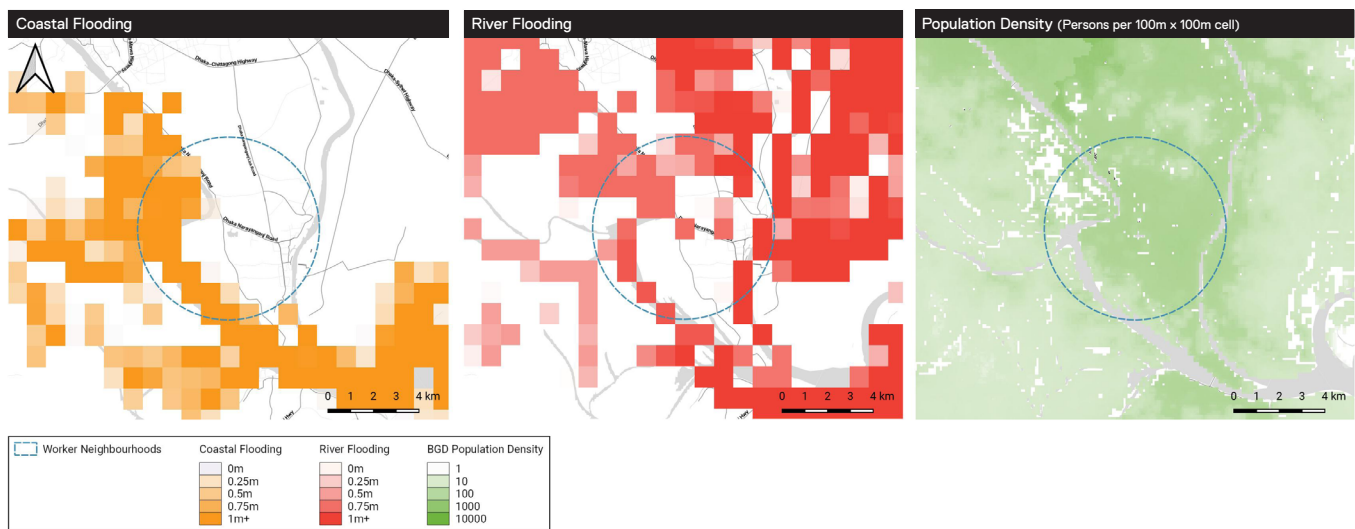 Coastal Flooding
River Flooding
Population Density (Persons per 100m x 100m cell)
Dhaka-Chittagong Highway
Dhaka-Sylhet Highway
Dhaka Narayanganj Road
0 1 2 3 4 km
0 1 2 3 4 km
0 1 2 3 4 km
Worker Neighbourhoods
Coastal Flooding
0m
0.25m
0.5m
0.75m
1m+
River Flooding
0m
0.25m
0.5m
0.75m
1m+
BGD Population Density
1
10
100
1000
10000